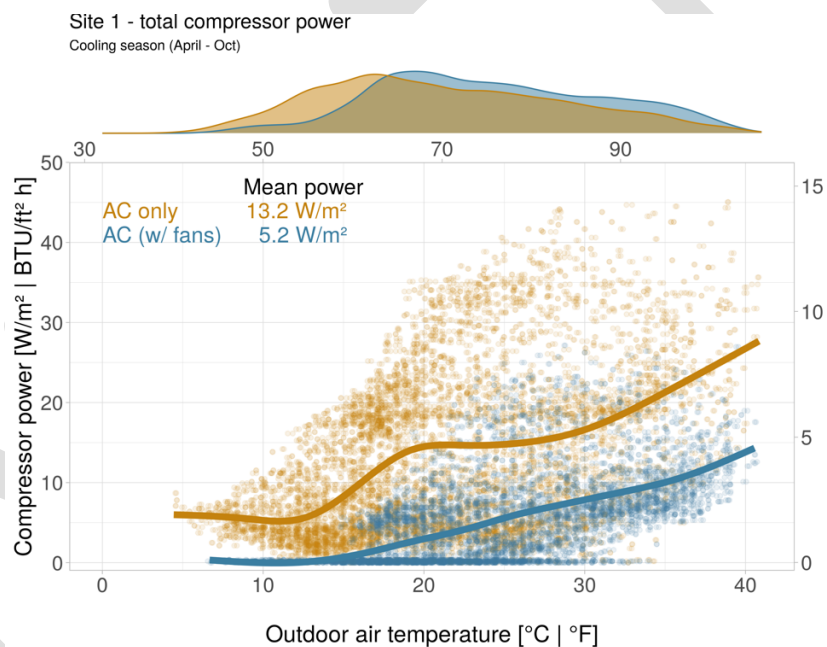 Site 1 - total compressor power
Cooling season (April - Oct)
30 50 70 90
50 40 30 20 10 0
15 10 5 0
Mean power
AC only 13.2 W/m²
AC (w/ fans) 5.2 W/m²
Compressor power [W/m² | BTU/ft² h]
0 10 20 30 40
Outdoor air temperature [°C | °F]